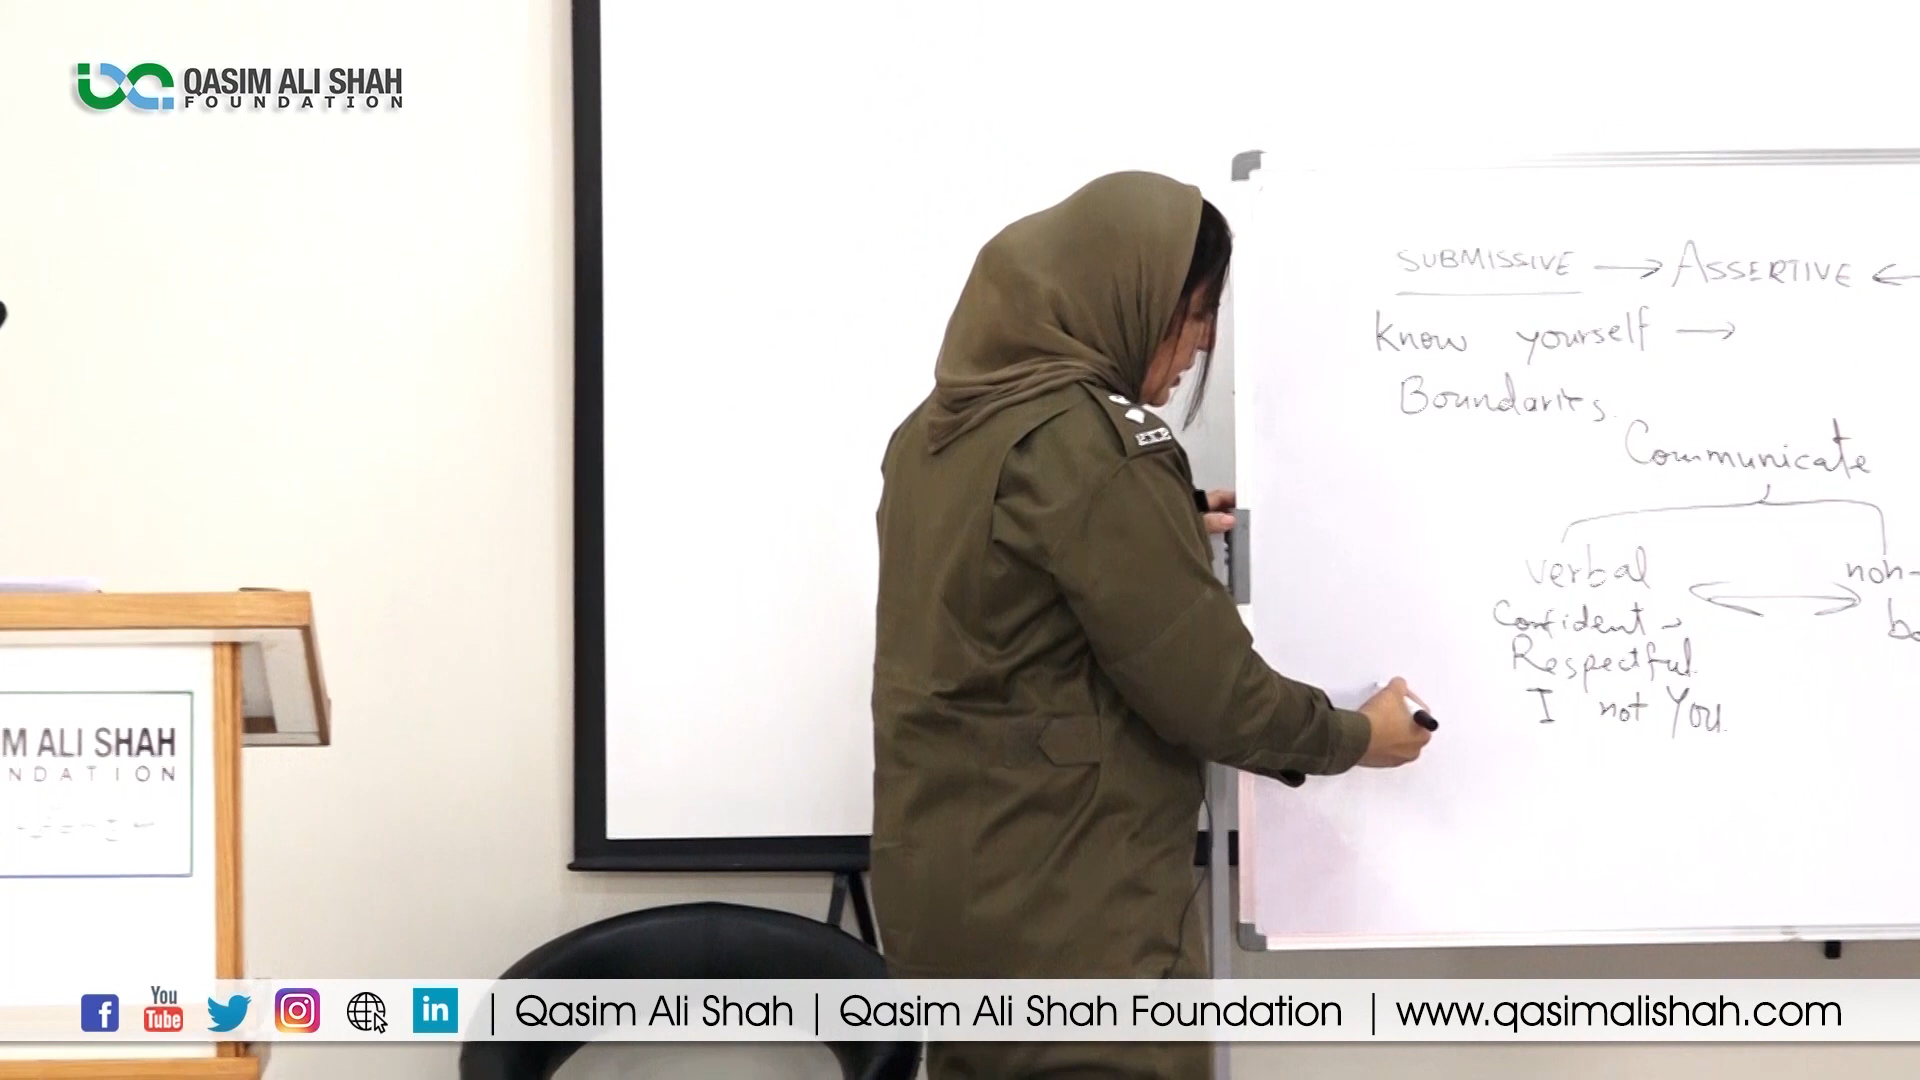 QASIM ALI SHAH
FOUNDATION
SUBMISSIVE → ASSERTIVE ←
Know yourself →
Boundaries.
Communicate
verbal
non-
Confident
Respectful.
I not You.
M ALI SHAH
NDATION
You
Tube
| Qasim Ali Shah | Qasim Ali Shah Foundation | www.qasimalishah.com